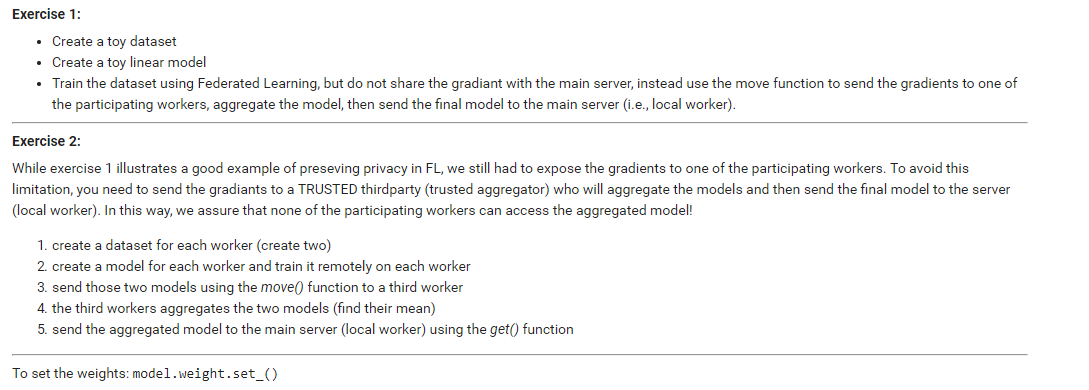 Exercise 1:
• Create a toy dataset
• Create a toy linear model
• Train the dataset using Federated Learning, but do not share the gradiant with the main server, instead use the move function to send the gradients to one of
the participating workers, aggregate the model, then send the final model to the main server (i.e., local worker).
Exercise 2:
While exercise 1 illustrates a good example of preseving privacy in FL, we still had to expose the gradients to one of the participating workers. To avoid this
limitation, you need to send the gradiants to a TRUSTED thirdparty (trusted aggregator) who will aggregate the models and then send the final model to the server
(local worker). In this way, we assure that none of the participating workers can access the aggregated model!
1. create a dataset for each worker (create two)
2. create a model for each worker and train it remotely on each worker
3. send those two models using the move() function to a third worker
4. the third workers aggregates the two models (find their mean)
5. send the aggregated model to the main server (local worker) using the get() function
To set the weights: model.weight.set_()